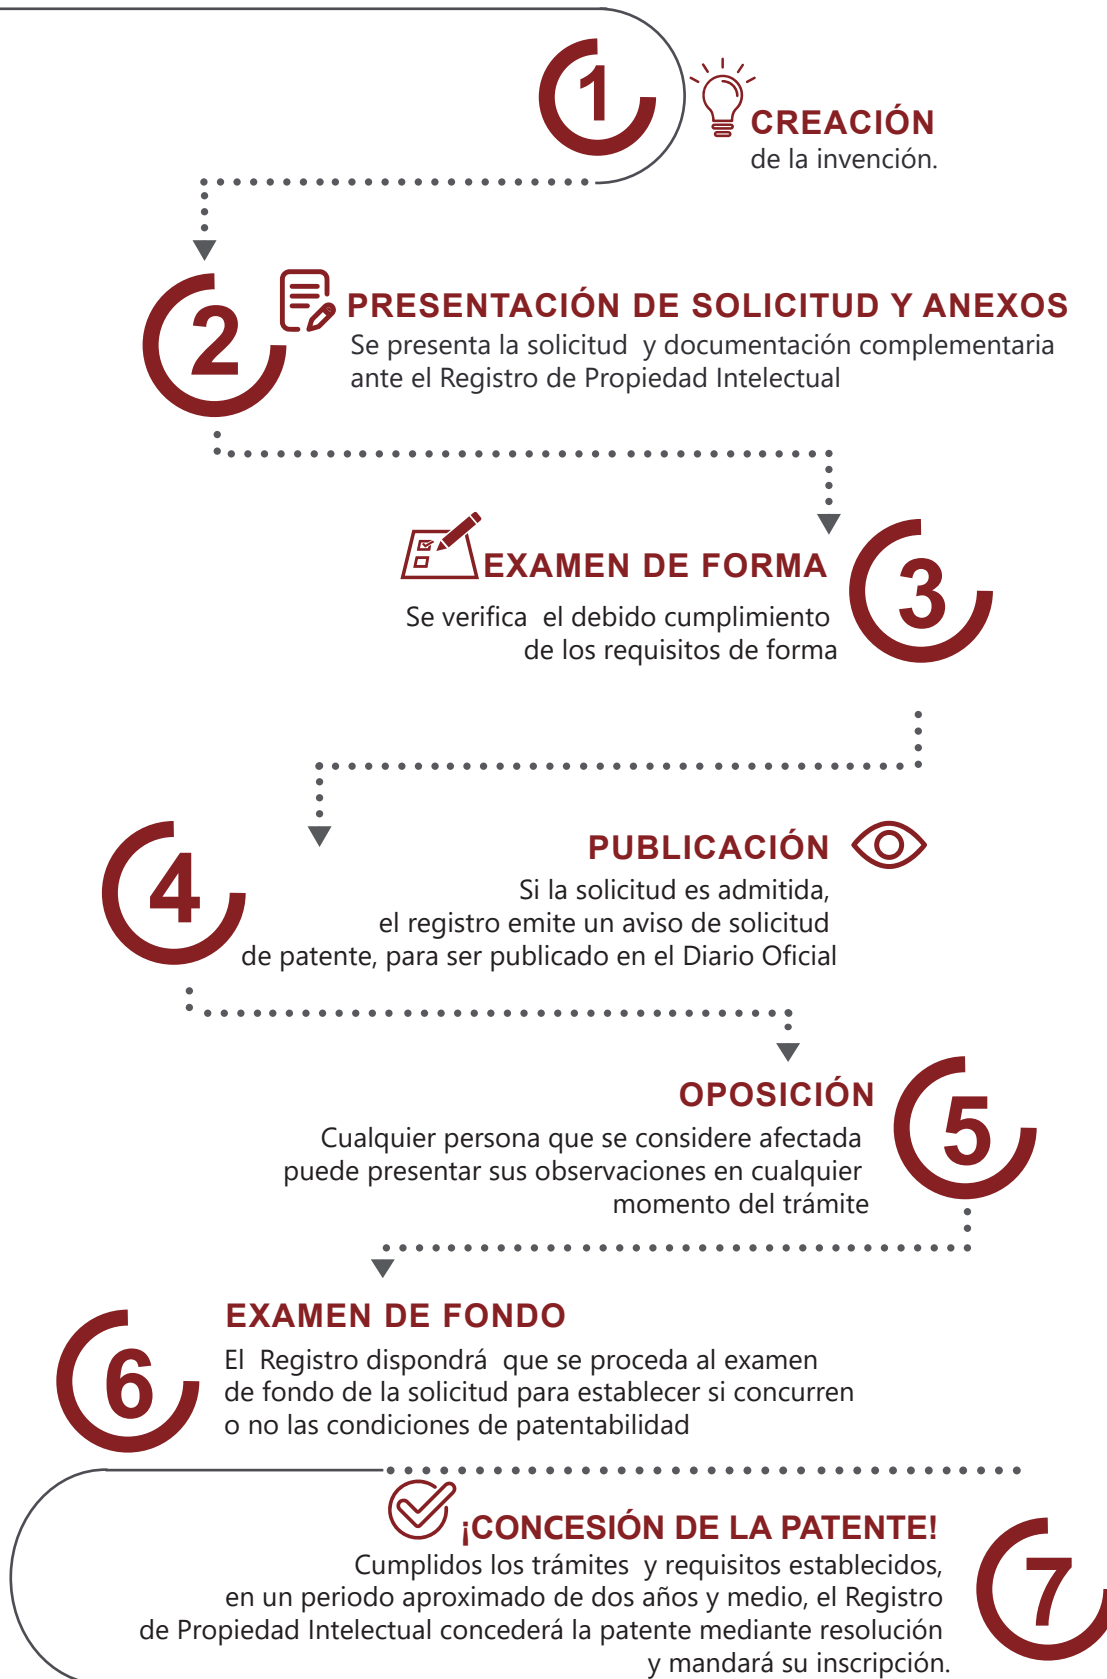 1
CREACIÓN
de la invención.
2
PRESENTACIÓN DE SOLICITUD Y ANEXOS
Se presenta la solicitud y documentación complementaria
ante el Registro de Propiedad Intelectual
EXAMEN DE FORMA
3
Se verifica el debido cumplimiento
de los requisitos de forma
4
PUBLICACIÓN
Si la solicitud es admitida,
el registro emite un aviso de solicitud
de patente, para ser publicado en el Diario Oficial
OPOSICIÓN
5
Cualquier persona que se considere afectada
puede presentar sus observaciones en cualquier
momento del trámite
6
EXAMEN DE FONDO
El Registro dispondrá que se proceda al examen
de fondo de la solicitud para establecer si concurren
o no las condiciones de patentabilidad
¡CONCESIÓN DE LA PATENTE!
7
Cumplidos los trámites y requisitos establecidos,
en un periodo aproximado de dos años y medio, el Registro
de Propiedad Intelectual concederá la patente mediante resolución
y mandará su inscripción.